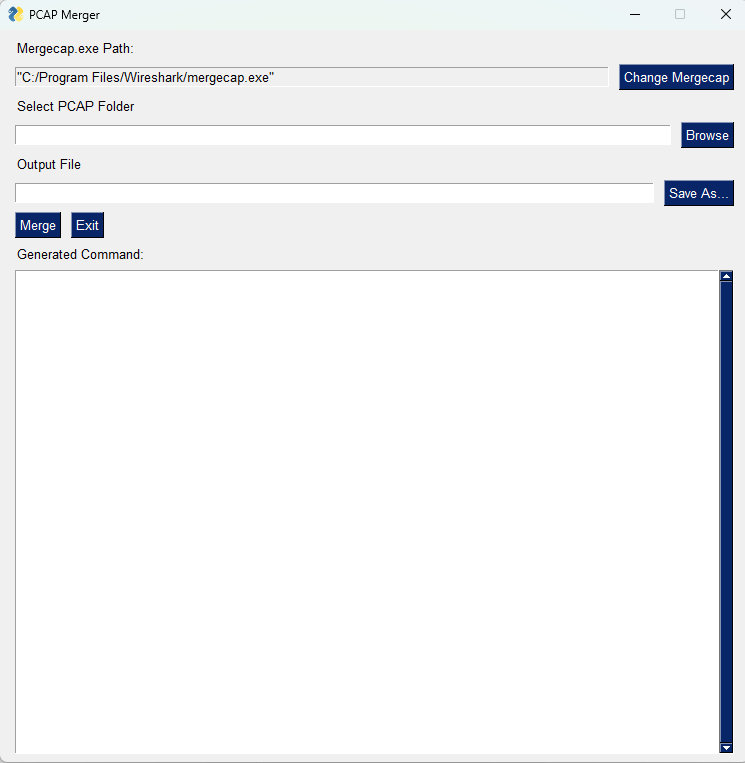 PCAP Merger
Mergecap.exe Path:
"C:/Program Files/Wireshark/mergecap.exe"
Change Mergecap
Select PCAP Folder
Browse
Output File
Save As...
Merge
Exit
Generated Command: